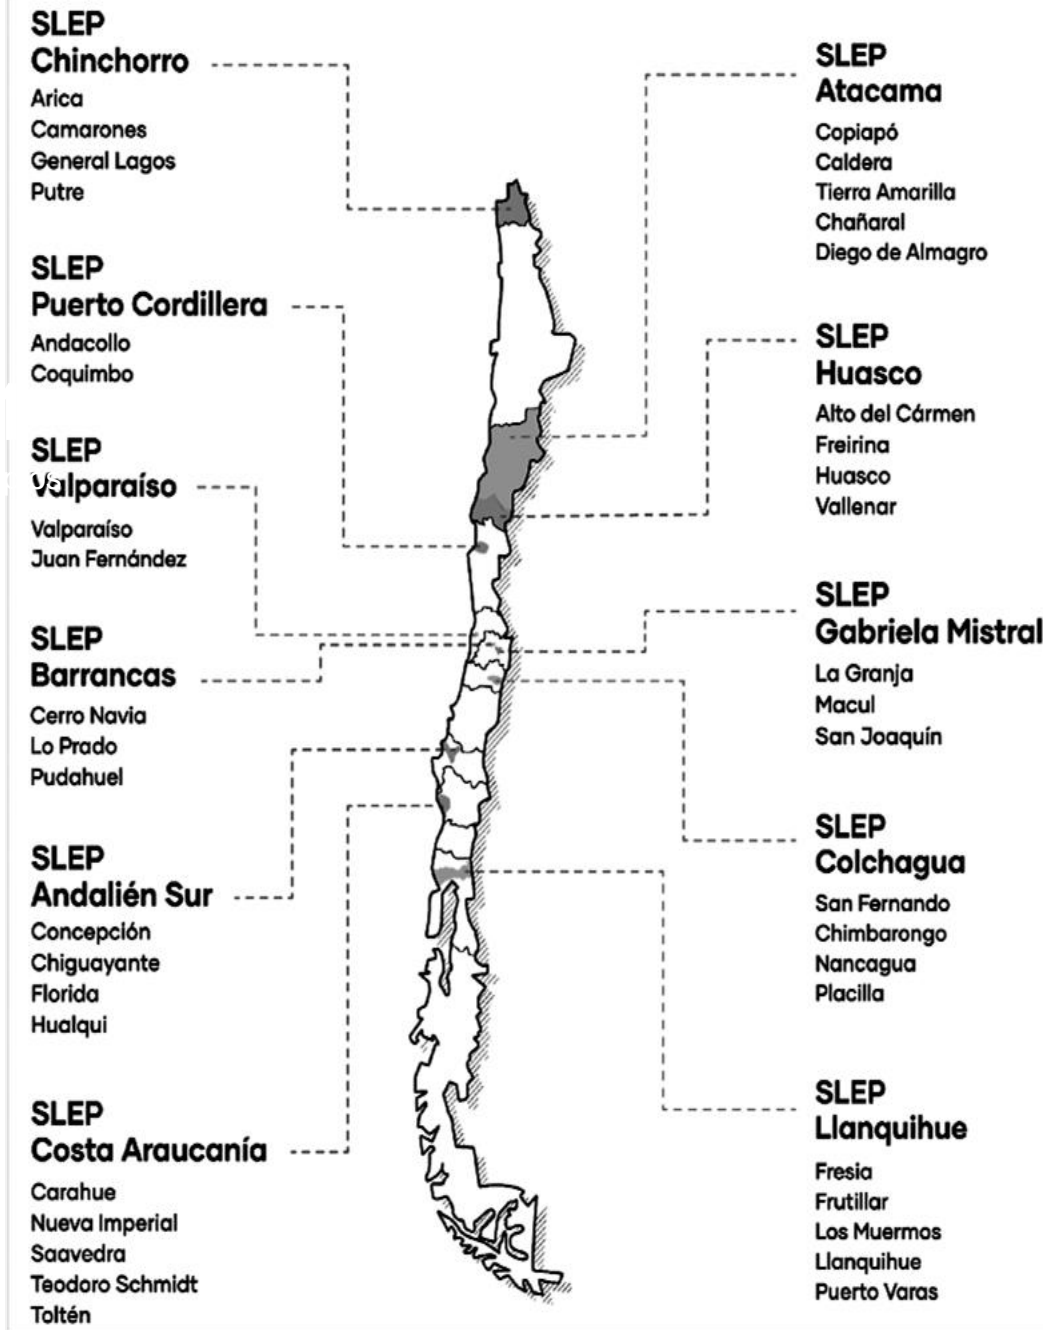 SLEP
Chinchorro
Arica
Camarones
General Lagos
Putre
SLEP
Puerto Cordillera
Andacollo
Coquimbo
SLEP
Valparaíso
Valparaíso
Juan Fernández
SLEP
Barrancas
Cerro Navia
Lo Prado
Pudahuel
SLEP
Andalién Sur
Concepción
Chiguayante
Florida
Hualqui
SLEP
Costa Araucanía
Carahue
Nueva Imperial
Saavedra
Teodoro Schmidt
Toltén
SLEP
Atacama
Copiapó
Caldera
Tierra Amarilla
Chañaral
Diego de Almagro
SLEP
Huasco
Alto del Cármen
Freirina
Huasco
Vallenar
SLEP
Gabriela Mistral
La Granja
Macul
San Joaquín
SLEP
Colchagua
San Fernando
Chimbarongo
Nancagua
Placilla
SLEP
Llanquihue
Fresia
Frutillar
Los Muermos
Llanquihue
Puerto Varas